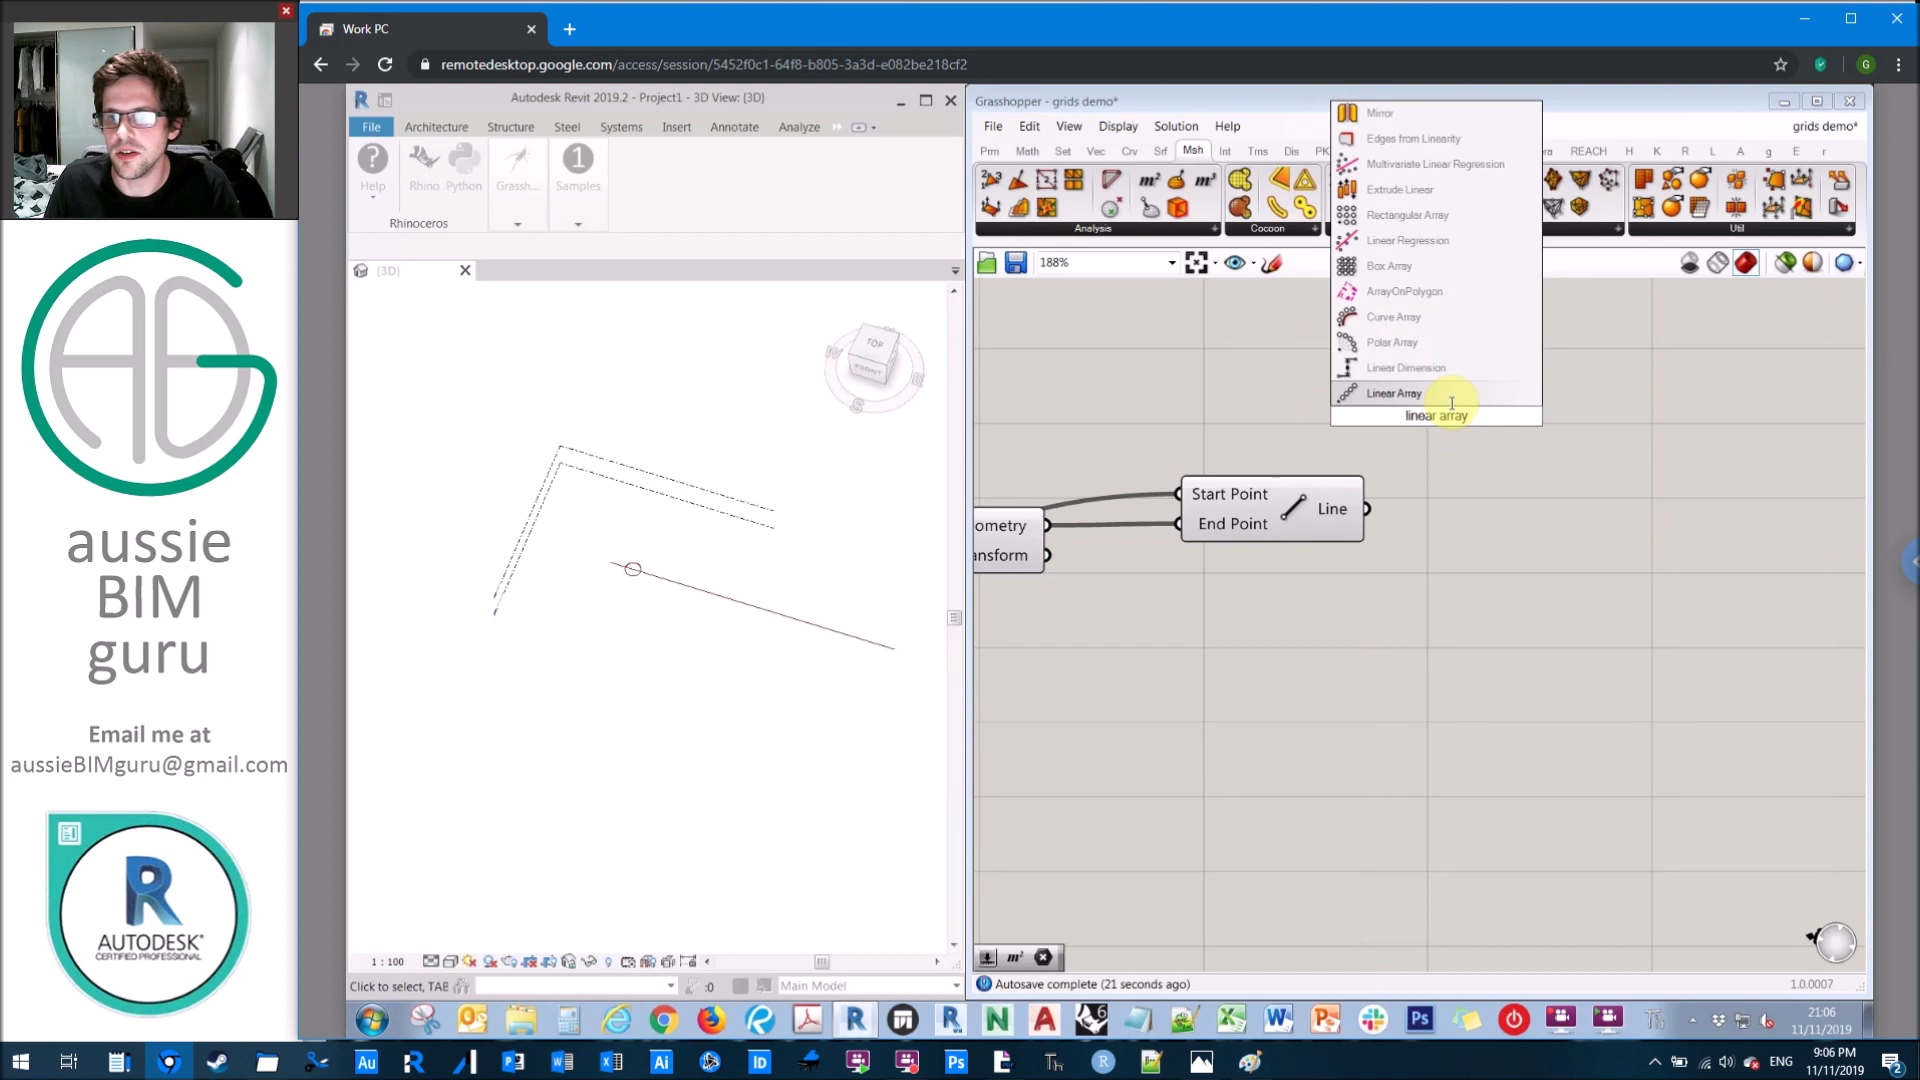 Work PC
remotedesktop.google.com/access/session/5452f0c1-64f8-b805-3a3d-e082be218cf2
G
Autodesk Revit 2019.2 - Project1 - 3D View: {3D}
File Architecture Structure Steel Systems Insert Annotate Analyze
Help Rhino Python Grassh... Samples
Rhinoceros
{3D}
TOP
FRONT
1 : 100
Click to select, TAB
:0
Main Model
Grasshopper - grids demo*
File Edit View Display Solution Help
grids demo*
Prm Math Set Vec Crv Srf Msh Int Trns Dis REACH H K R L A g E r
Analysis
Cocoon
Util
188%
Mirror
Edges from Linearity
Multivariate Linear Regression
Extrude Linear
Rectangular Array
Linear Regression
Box Array
ArrayOnPolygon
Curve Array
Polar Array
Linear Dimension
Linear Array
linear array
ometry
ansform
Start Point
End Point
Line
Autosave complete (21 seconds ago)
1.0.0007
21:06
11/11/2019
ENG
9:06 PM
11/11/2019
aussie
BIM
guru
Email me at
aussieBIMguru@gmail.com
R
AUTODESK
CERTIFIED PROFESSIONAL